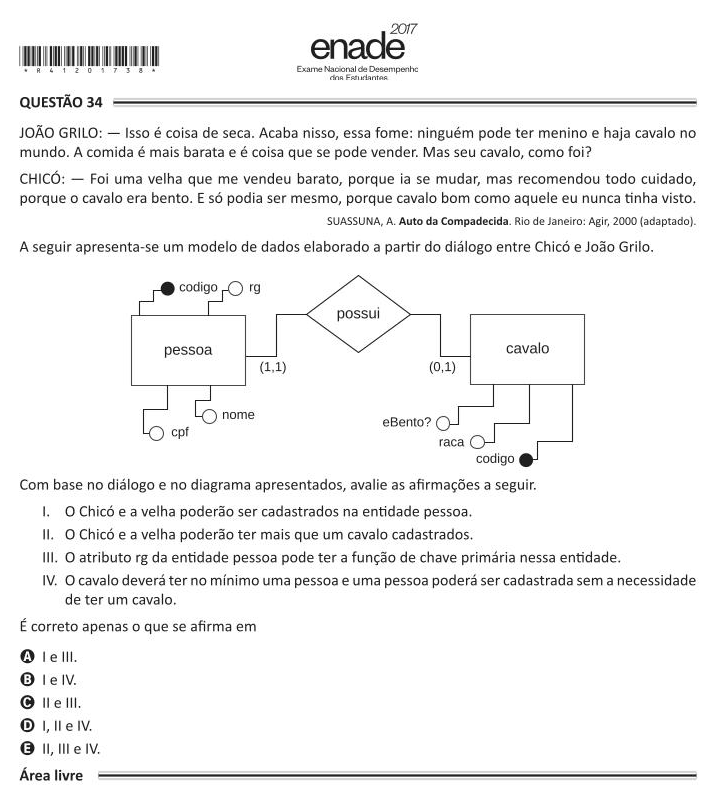 2017
enade
Exame Nacional de Desempenho
dos Estudantes
* R 4 1 2 0 1 7 3 8 *
QUESTÃO 34
JOÃO GRILO: — Isso é coisa de seca. Acaba nisso, essa fome: ninguém pode ter menino e haja cavalo no
mundo. A comida é mais barata e é coisa que se pode vender. Mas seu cavalo, como foi?
CHICÓ: — Foi uma velha que me vendeu barato, porque ia se mudar, mas recomendou todo cuidado,
porque o cavalo era bento. E só podia ser mesmo, porque cavalo bom como aquele eu nunca tinha visto.
SUASSUNA, A. Auto da Compadecida. Rio de Janeiro: Agir, 2000 (adaptado).
A seguir apresenta-se um modelo de dados elaborado a partir do diálogo entre Chicó e João Grilo.
codigo rg
possui
pessoa
cavalo
(1,1)
(0,1)
nome
eBento?
cpf
raca
codigo
Com base no diálogo e no diagrama apresentados, avalie as afirmações a seguir.
I. O Chicó e a velha poderão ser cadastrados na entidade pessoa.
II. O Chicó e a velha poderão ter mais que um cavalo cadastrados.
III. O atributo rg da entidade pessoa pode ter a função de chave primária nessa entidade.
IV. O cavalo deverá ter no mínimo uma pessoa e uma pessoa poderá ser cadastrada sem a necessidade
de ter um cavalo.
É correto apenas o que se afirma em
A I e III.
B I e IV.
C II e III.
D I, II e IV.
E II, III e IV.
Área livre